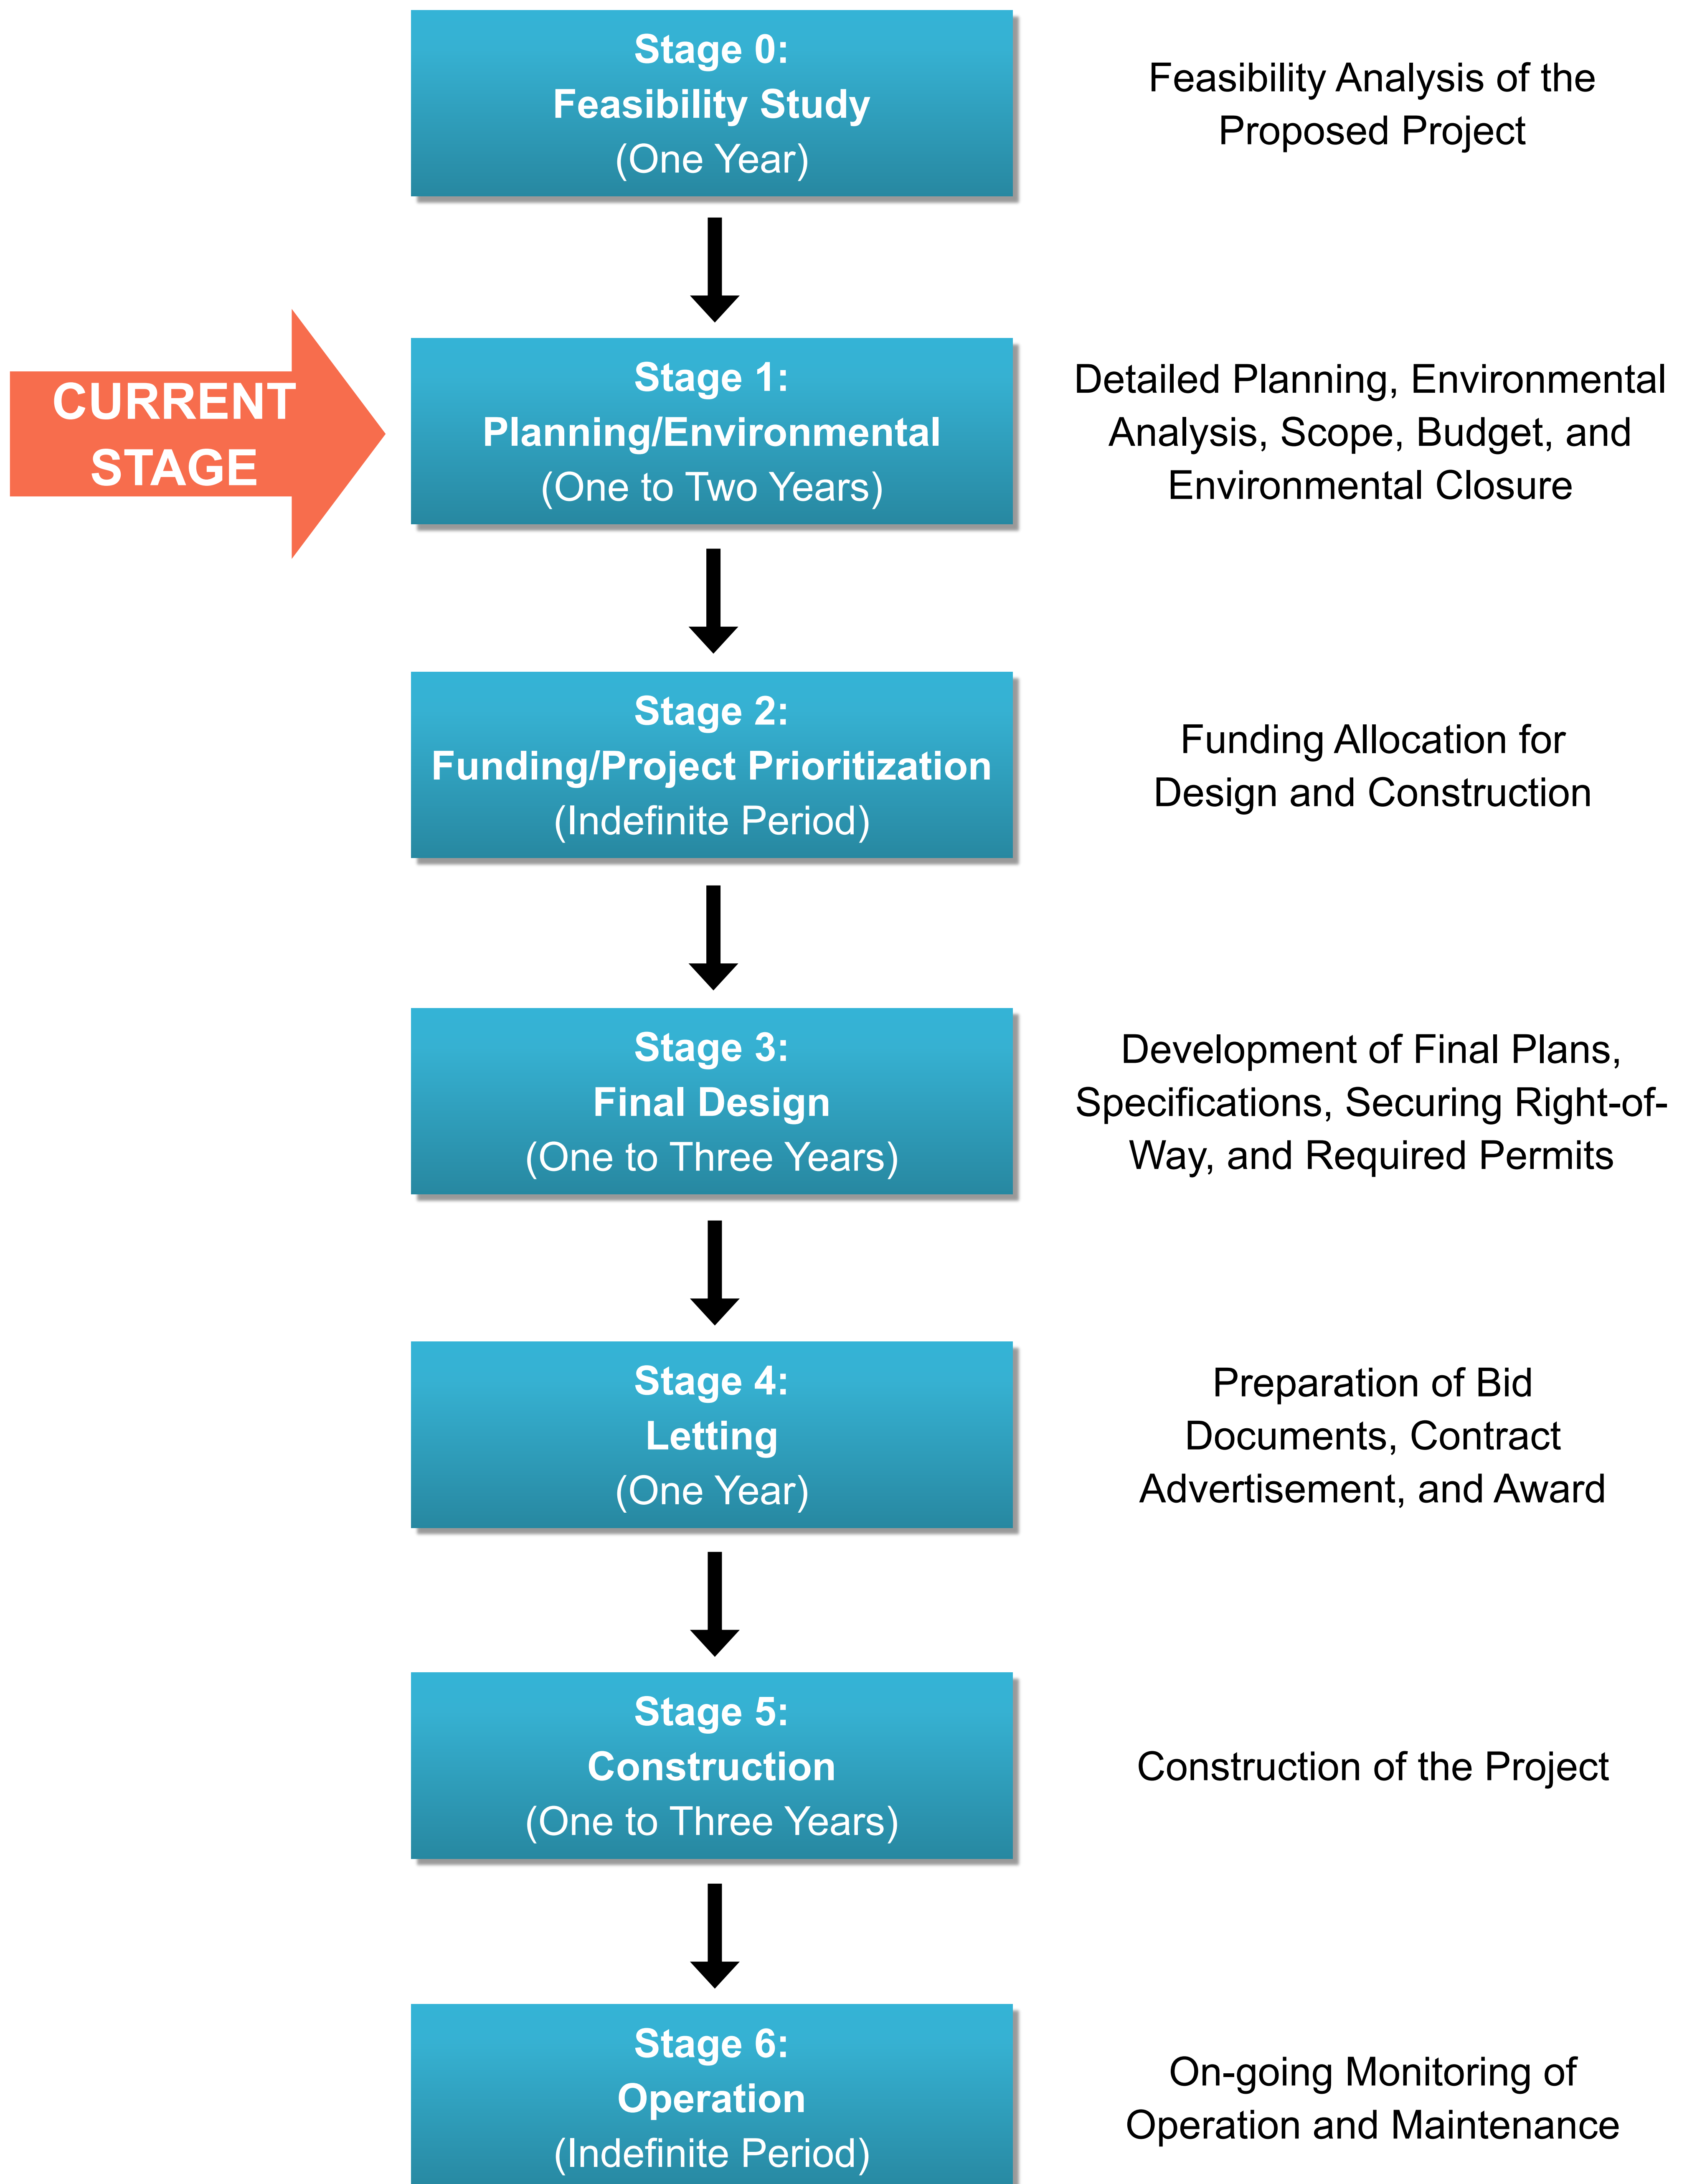 Stage 0:
Feasibility Study
(One Year)
Feasibility Analysis of the
Proposed Project
CURRENT
STAGE
Stage 1:
Planning/Environmental
(One to Two Years)
Detailed Planning, Environmental
Analysis, Scope, Budget, and
Environmental Closure
Stage 2:
Funding/Project Prioritization
(Indefinite Period)
Funding Allocation for
Design and Construction
Stage 3:
Final Design
(One to Three Years)
Development of Final Plans,
Specifications, Securing Right-of-
Way, and Required Permits
Stage 4:
Letting
(One Year)
Preparation of Bid
Documents, Contract
Advertisement, and Award
Stage 5:
Construction
(One to Three Years)
Construction of the Project
Stage 6:
Operation
(Indefinite Period)
On-going Monitoring of
Operation and Maintenance